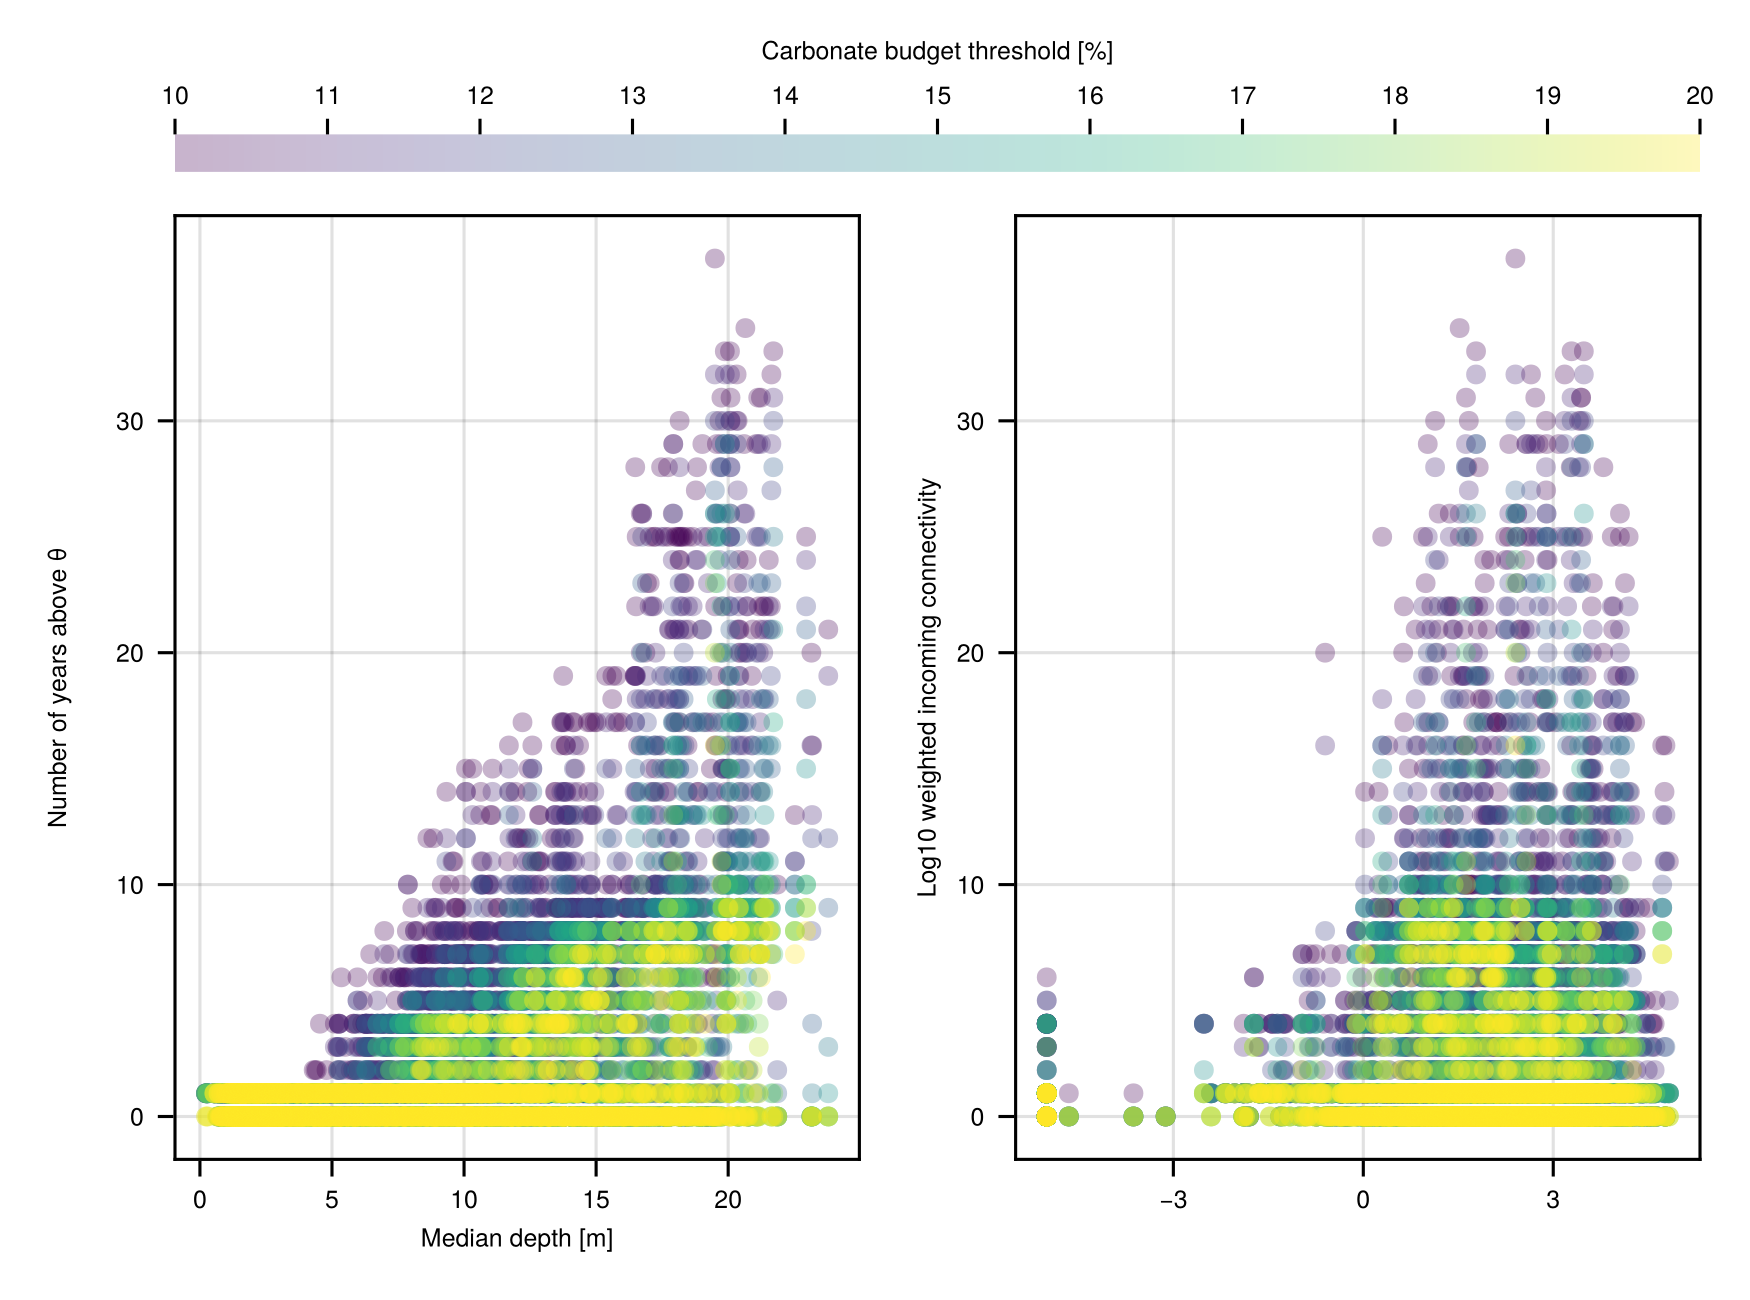 Carbonate budget threshold [%]
10 11 12 13 14 15 16 17 18 19 20
Number of years above θ
30
20
10
0
0 5 10 15 20
Median depth [m]
Log10 weighted incoming connectivity
30
20
10
0
−3 0 3